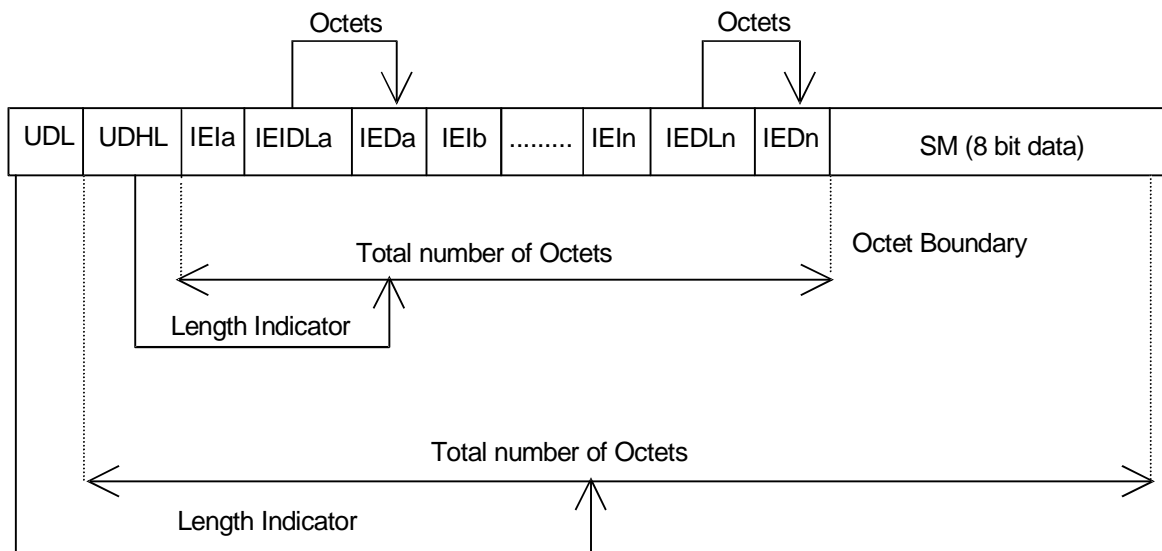 Octets Octets
UDL UDHL IEIa IEIDLa IEDa IEIb ......... IEIn IEDLn IEDn SM (8 bit data)
Total number of Octets Octet Boundary
Length Indicator
Total number of Octets
Length Indicator